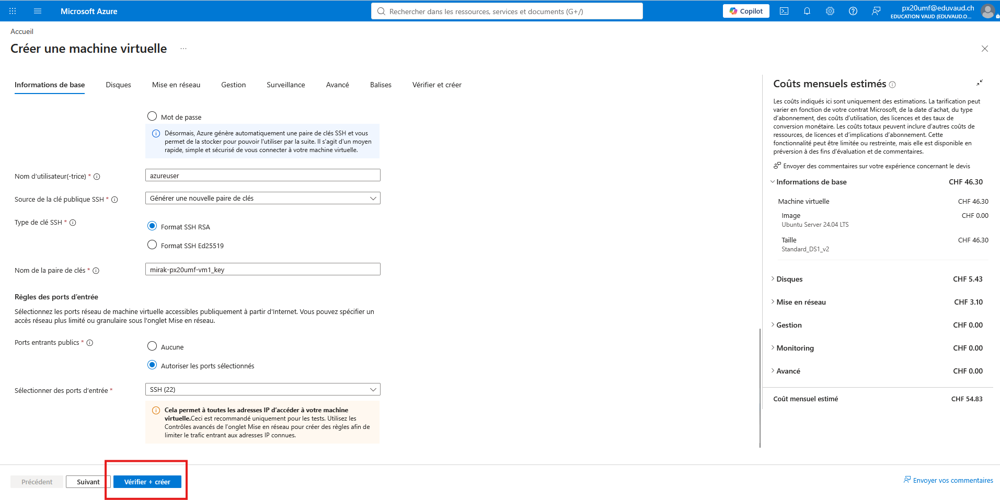 Microsoft Azure
Rechercher dans les ressources, services et documents (G+/)
Copilot
px20umf@eduvaud.ch
EDUCATION VAUD (EDUVAUD.O...
Accueil
Créer une machine virtuelle ...
Informations de base
Disques
Mise en réseau
Gestion
Surveillance
Avancé
Balises
Vérifier et créer
Mot de passe
Désormais, Azure génère automatiquement une paire de clés SSH et vous
permet de la stocker pour pouvoir l'utiliser par la suite. Il s'agit d'un moyen
rapide, simple et sécurisé de vous connecter à votre machine virtuelle.
Nom d'utilisateur(-trice) *
azureuser
Source de la clé publique SSH *
Générer une nouvelle paire de clés
Type de clé SSH *
Format SSH RSA
Format SSH Ed25519
Nom de la paire de clés *
mirak-px20umf-vm1_key
Règles des ports d'entrée
Sélectionnez les ports réseau de machine virtuelle accessibles publiquement à partir d'Internet. Vous pouvez spécifier un
accès réseau plus limité ou granulaire sous l'onglet Mise en réseau.
Ports entrants publics *
Aucune
Autoriser les ports sélectionnés
Sélectionner des ports d'entrée *
SSH (22)
Cela permet à toutes les adresses IP d'accéder à votre machine
virtuelle.Ceci est recommandé uniquement pour les tests. Utilisez les
Contrôles avancés de l'onglet Mise en réseau pour créer des règles afin de
limiter le trafic entrant aux adresses IP connues.
Précédent
Suivant
Vérifier + créer
Coûts mensuels estimés
Les coûts indiqués ici sont uniquement des estimations. La tarification peut
varier en fonction de votre contrat Microsoft, de la date d'achat, du type
d'abonnement, des coûts d'utilisation, des licences et des taux de
conversion monétaire. Les coûts totaux peuvent inclure d'autres coûts de
ressources, de licences et d'implications d'abonnement. Cette
fonctionnalité peut être limitée ou restreinte, mais elle est disponible en
préversion à des fins d'évaluation et de commentaires.
Envoyer des commentaires sur votre expérience concernant le devis
Informations de base CHF 46.30
Machine virtuelle CHF 46.30
Image CHF 0.00
Ubuntu Server 24.04 LTS
Taille CHF 46.30
Standard_DS1_v2
Disques CHF 5.43
Mise en réseau CHF 3.10
Gestion CHF 0.00
Monitoring CHF 0.00
Avancé CHF 0.00
Coût mensuel estimé CHF 54.83
Envoyer vos commentaires